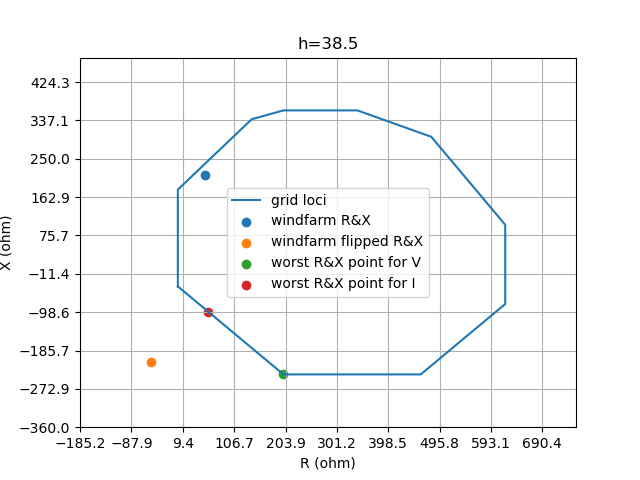 h=38.5
424.3
337.1
250.0
162.9
75.7
−11.4
−98.6
−185.7
−272.9
−360.0
X (ohm)
grid loci
windfarm R&X
windfarm flipped R&X
worst R&X point for V
worst R&X point for I
−185.2 −87.9 9.4 106.7 203.9 301.2 398.5 495.8 593.1 690.4
R (ohm)